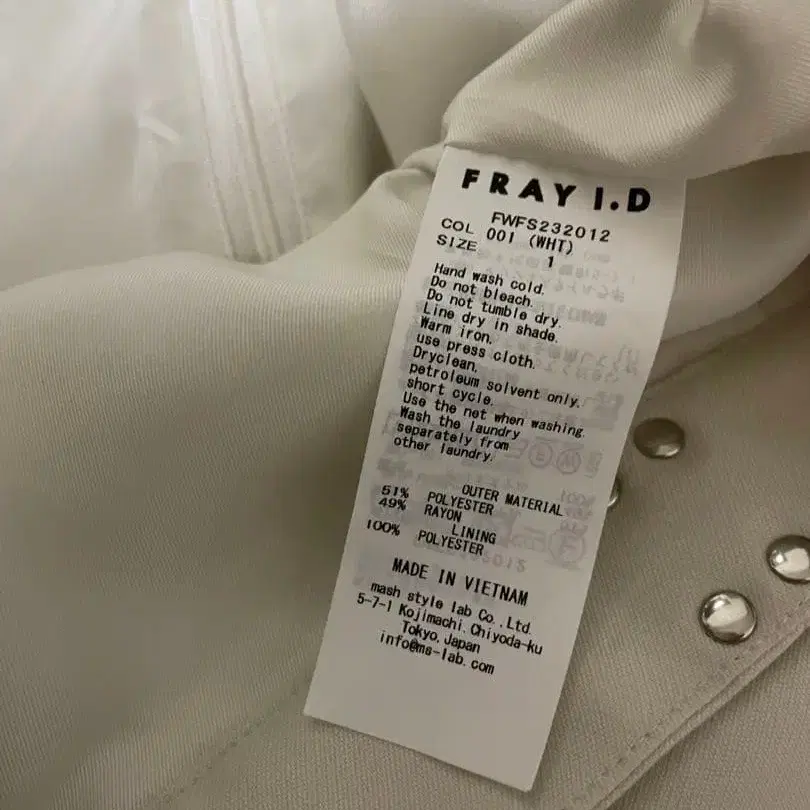 FRAY I.D
FWFS232012
COL 001 (WHT)
SIZE 1
Hand wash cold.
Do not bleach.
Do not tumble dry.
Line dry in shade.
Warm iron.
use press cloth.
Dryclean,
petroleum solvent only.
short cycle.
Use the net when washing.
Wash the laundry
separately from
other laundry.
OUTER MATERIAL
51% POLYESTER
49% RAYON
LINING
100% POLYESTER
MADE IN VIETNAM
mash style lab Co.,Ltd.
5-7-1 Kojimachi.Chiyoda-ku
Tokyo,Japan
info@ms-lab.com